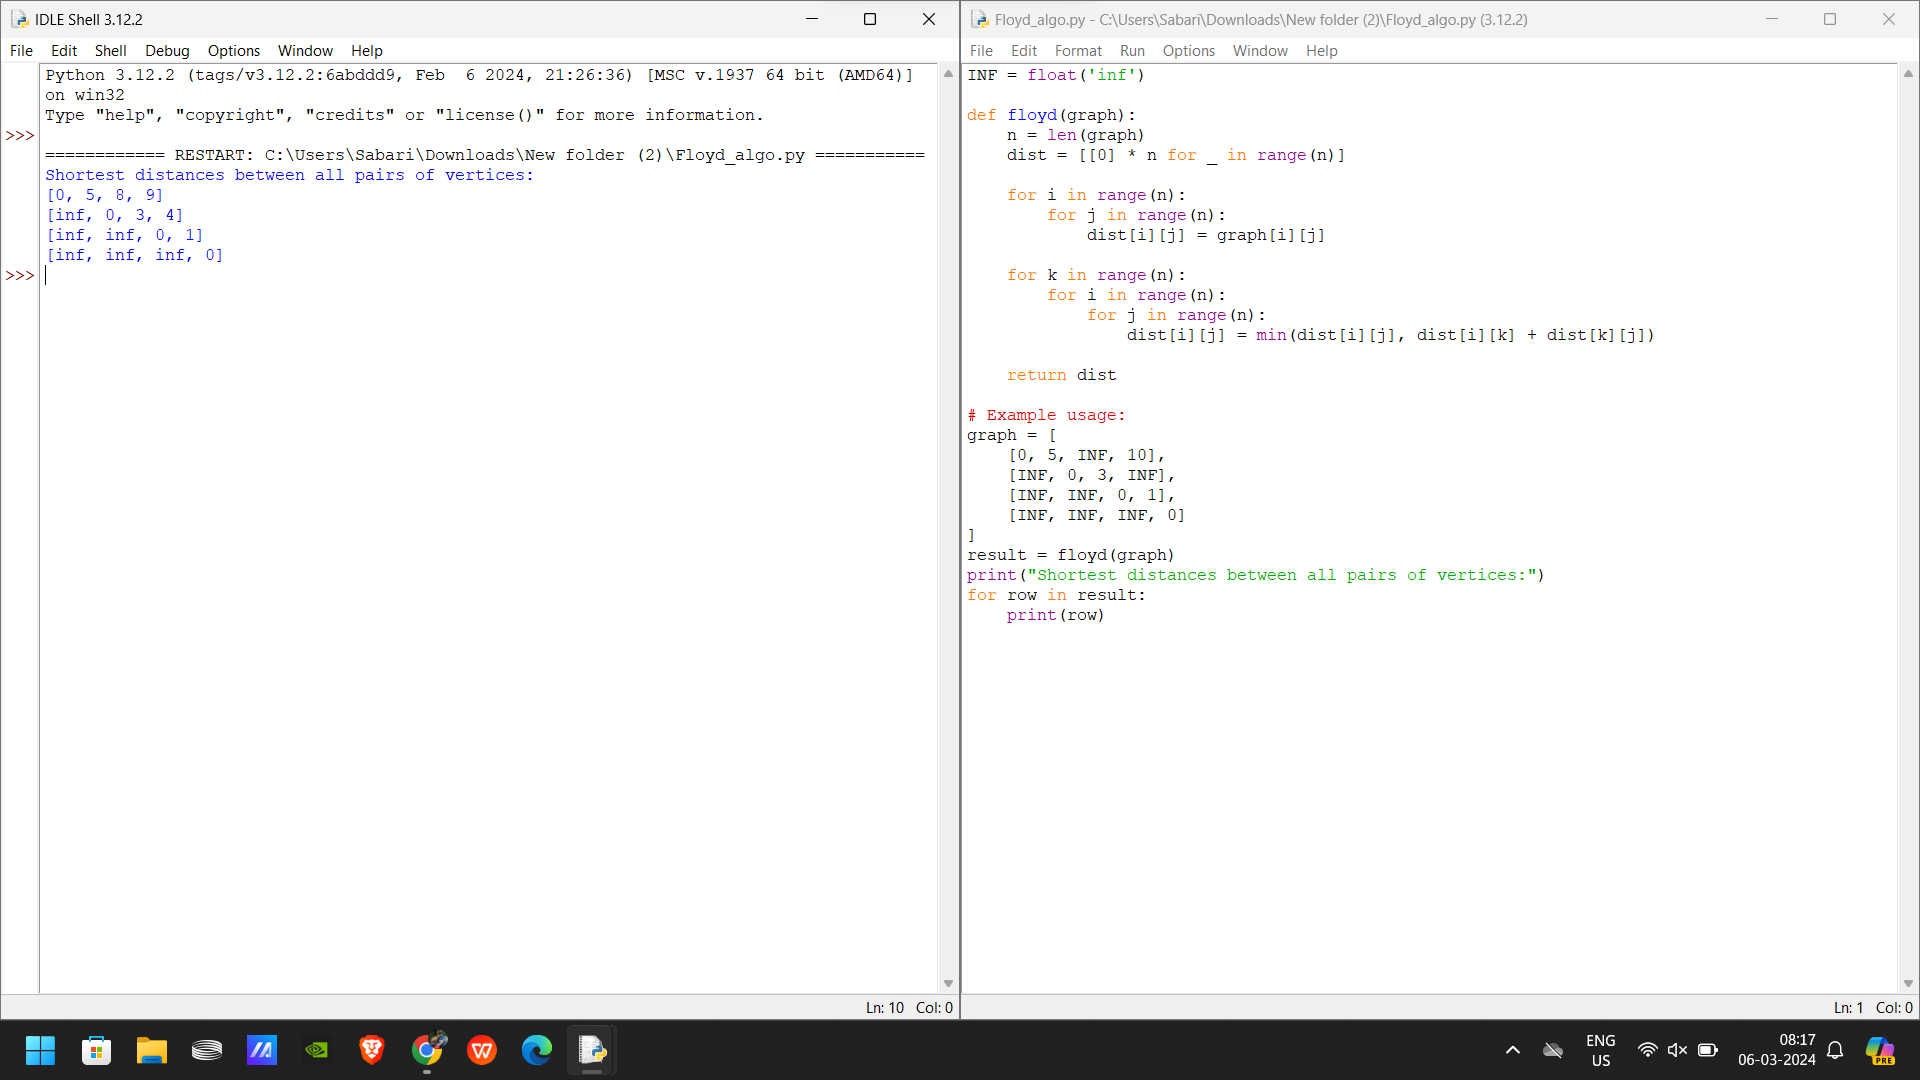 IDLE Shell 3.12.2
File Edit Shell Debug Options Window Help
Python 3.12.2 (tags/v3.12.2:6abddd9, Feb  6 2024, 21:26:36) [MSC v.1937 64 bit (AMD64)]
on win32
Type "help", "copyright", "credits" or "license()" for more information.
>>>
============ RESTART: C:\Users\Sabari\Downloads\New folder (2)\Floyd_algo.py ===========
Shortest distances between all pairs of vertices:
[0, 5, 8, 9]
[inf, 0, 3, 4]
[inf, inf, 0, 1]
[inf, inf, inf, 0]
>>>
Ln: 10 Col: 0
Floyd_algo.py - C:\Users\Sabari\Downloads\New folder (2)\Floyd_algo.py (3.12.2)
File Edit Format Run Options Window Help
INF = float('inf')
def floyd(graph):
    n = len(graph)
    dist = [[0] * n for _ in range(n)]
    for i in range(n):
        for j in range(n):
            dist[i][j] = graph[i][j]
    for k in range(n):
        for i in range(n):
            for j in range(n):
                dist[i][j] = min(dist[i][j], dist[i][k] + dist[k][j])
    return dist
# Example usage:
graph = [
    [0, 5, INF, 10],
    [INF, 0, 3, INF],
    [INF, INF, 0, 1],
    [INF, INF, INF, 0]
]
result = floyd(graph)
print("Shortest distances between all pairs of vertices:")
for row in result:
    print(row)
Ln: 1 Col: 0
W
ENG
US
08:17
06-03-2024
PRE